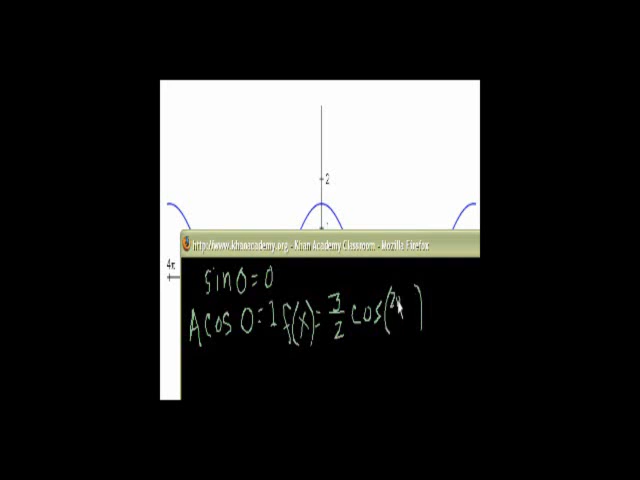 2
http://www.khanacademy.org - Khan Academy Classroom - Mozilla Firefox
4π
sin 0 = 0
A cos 0 = 1 f(x) = 3/2 cos(2 )